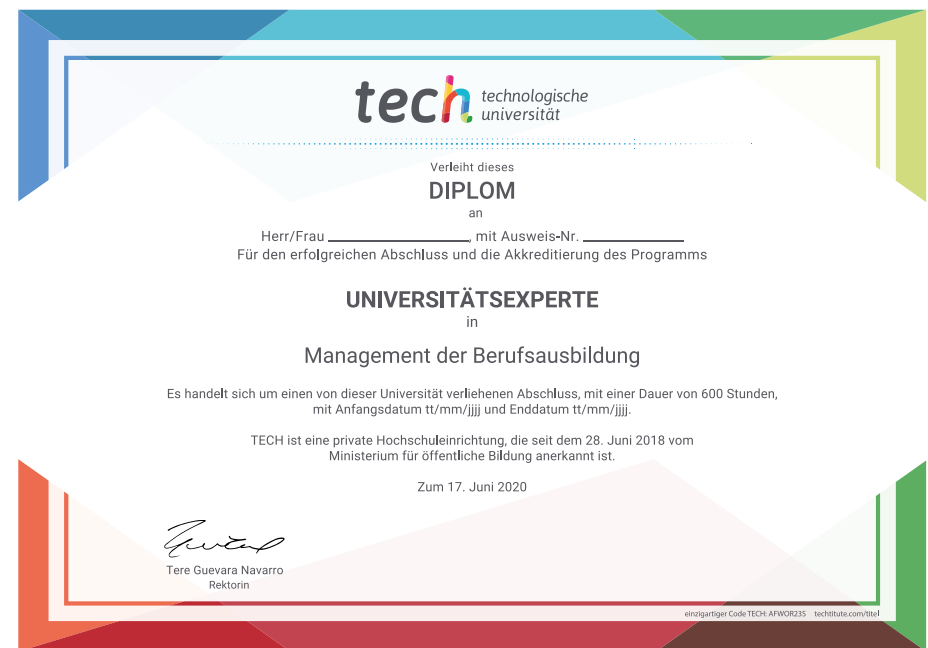 tech technologische
universität
Verleiht dieses
DIPLOM
an
Herr/Frau ____________________, mit Ausweis-Nr. ______________
Für den erfolgreichen Abschluss und die Akkreditierung des Programms
UNIVERSITÄTSEXPERTE
in
Management der Berufsausbildung
Es handelt sich um einen von dieser Universität verliehenen Abschluss, mit einer Dauer von 600 Stunden,
mit Anfangsdatum tt/mm/jjjj und Enddatum tt/mm/jjjj.
TECH ist eine private Hochschuleinrichtung, die seit dem 28. Juni 2018 vom
Ministerium für öffentliche Bildung anerkannt ist.
Zum 17. Juni 2020
Tere Guevara Navarro
Rektorin
einzigartiger Code TECH: AFWOR23S techtitute.com/titel